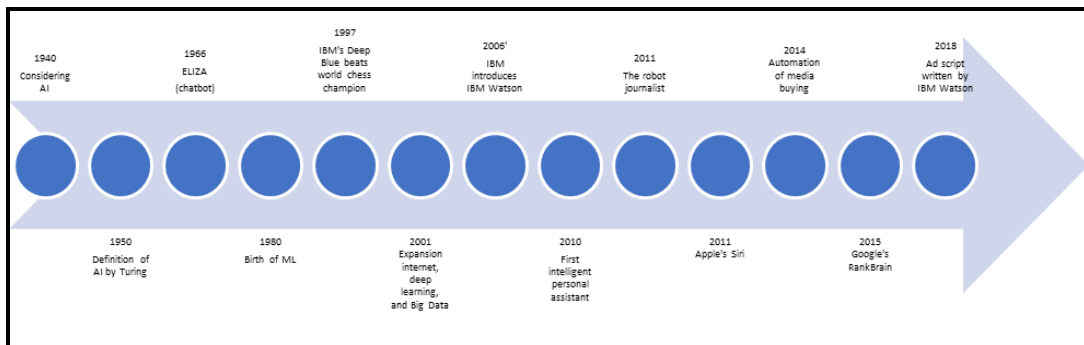 1940
Considering
AI
1966
ELIZA
(chatbot)
1997
IBM's Deep
Blue beats
world chess
champion
2006'
IBM
introduces
IBM Watson
2011
The robot
journalist
2014
Automation
of media
buying
2018
Ad script
written by
IBM Watson
1950
Definition of
AI by Turing
1980
Birth of ML
2001
Expansion
internet,
deep
learning,
and Big Data
2010
First
intelligent
personal
assistant
2011
Apple's Siri
2015
Google's
RankBrain